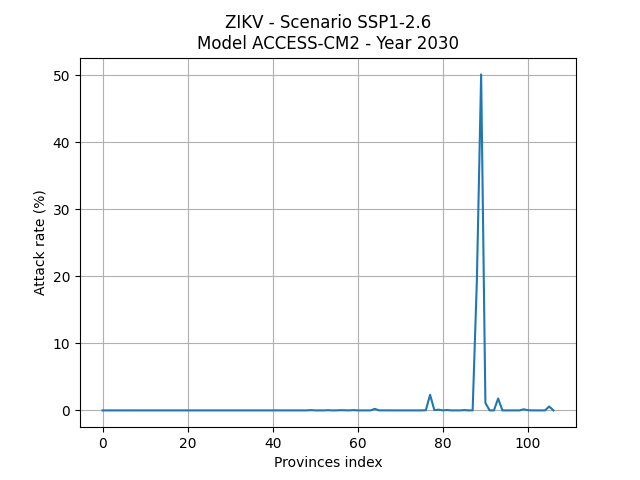 ZIKV - Scenario SSP1-2.6
Model ACCESS-CM2 - Year 2030
50
40
30
20
10
0
Attack rate (%)
0 20 40 60 80 100
Provinces index